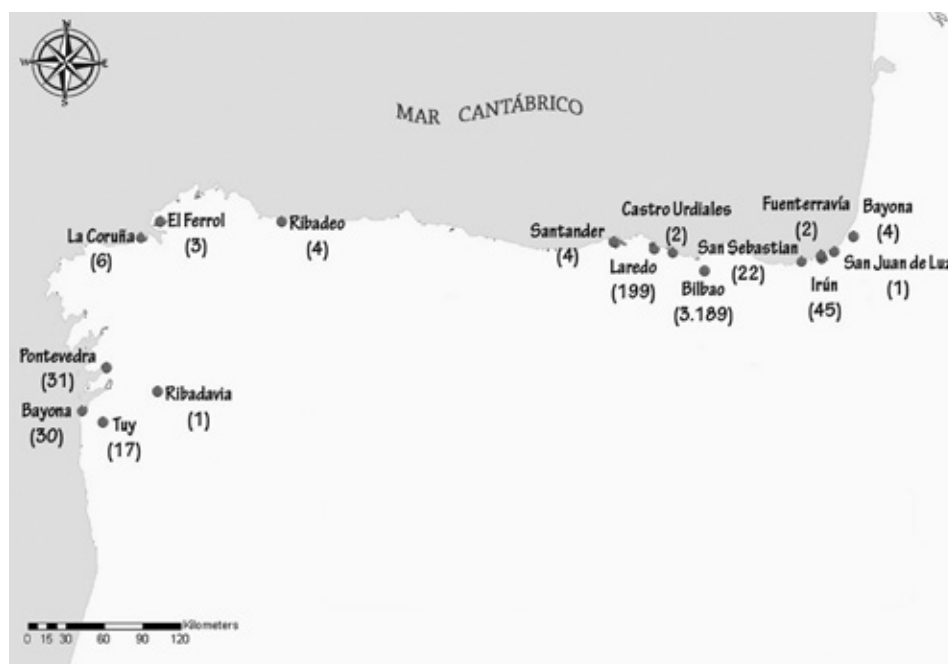 N
W
E
S
MAR CANTÁBRICO
El Ferrol
(3)
La Coruña
(6)
Ribadeo
(4)
Santander
(4)
Castro Urdiales
(2)
Laredo
(199)
Bilbao
(3.189)
San Sebastian
(22)
Fuenterravía
(2)
Irún
(45)
Bayona
(4)
San Juan de Luz
(1)
Pontevedra
(31)
Ribadavia
(1)
Bayona
(30)
Tuy
(17)
Kilometers
0 15 30 60 90 120